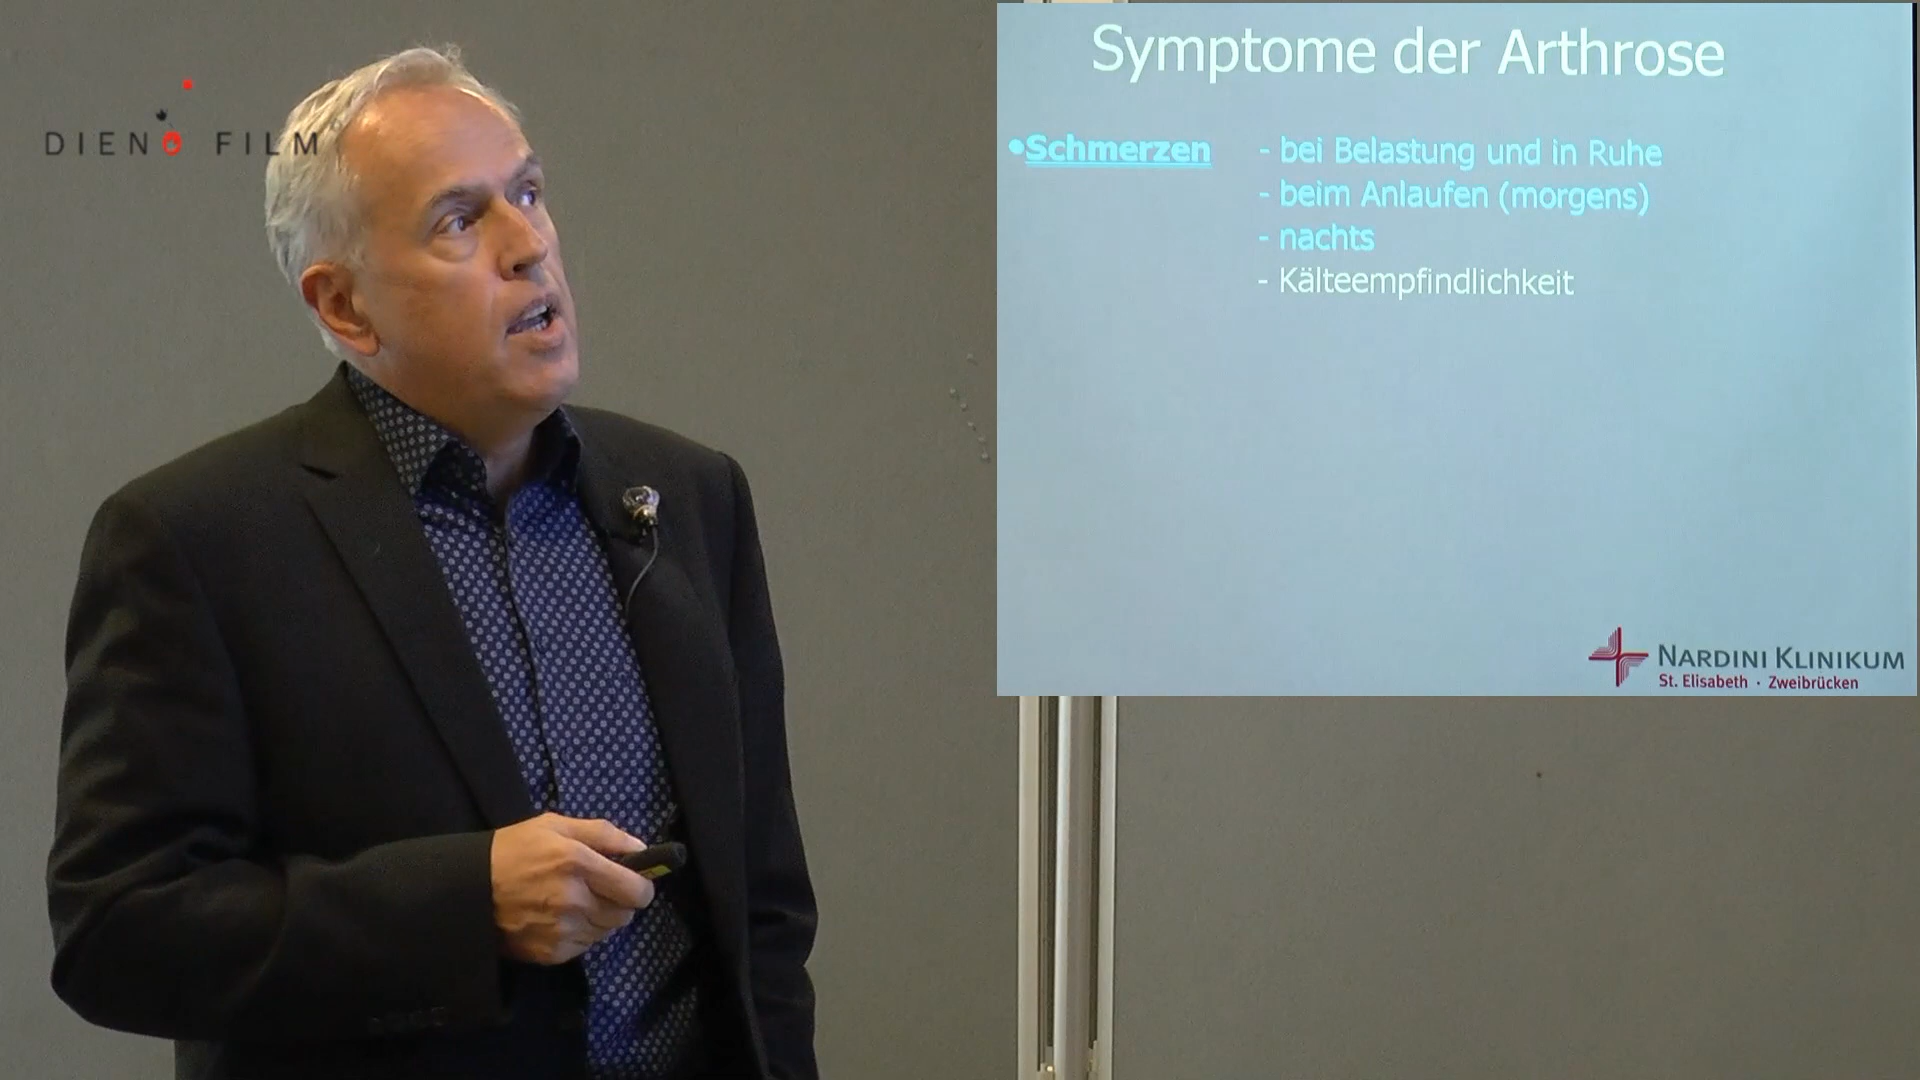 DIENO FILM
Symptome der Arthrose
•Schmerzen - bei Belastung und in Ruhe
- beim Anlaufen (morgens)
- nachts
- Kälteempfindlichkeit
NARDINI KLINIKUM
St. Elisabeth · Zweibrücken